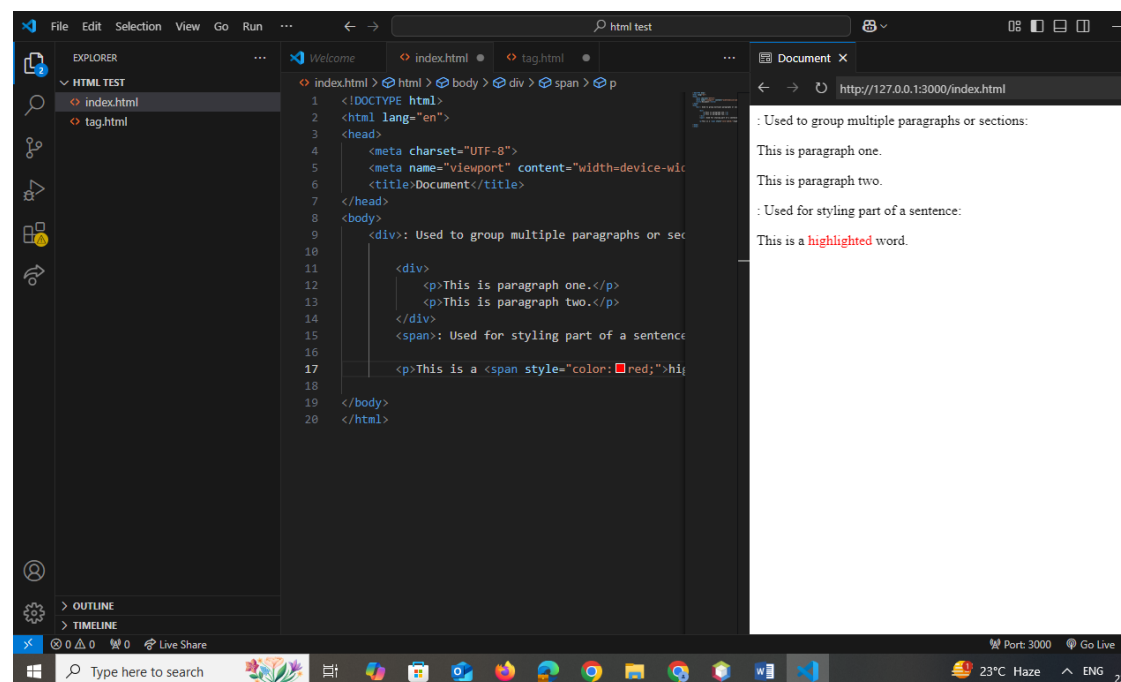 File Edit Selection View Go Run ··· html test
EXPLORER ···
HTML TEST
index.html
tag.html
Welcome index.html tag.html ···
index.html > html > body > div > span > p
1 <!DOCTYPE html>
2 <html lang="en">
3 <head>
4 <meta charset="UTF-8">
5 <meta name="viewport" content="width=device-wid
6 <title>Document</title>
7 </head>
8 <body>
9 <div>: Used to group multiple paragraphs or sec
10
11 <div>
12 <p>This is paragraph one.</p>
13 <p>This is paragraph two.</p>
14 </div>
15 <span>: Used for styling part of a sentence
16
17 <p>This is a <span style="color: red;">hig
18
19 </body>
20 </html>
Document
http://127.0.0.1:3000/index.html
: Used to group multiple paragraphs or sections:
This is paragraph one.
This is paragraph two.
: Used for styling part of a sentence:
This is a highlighted word.
2
OUTLINE
TIMELINE
0 0 0 Live Share Port: 3000 Go Live
Type here to search 23°C Haze ENG